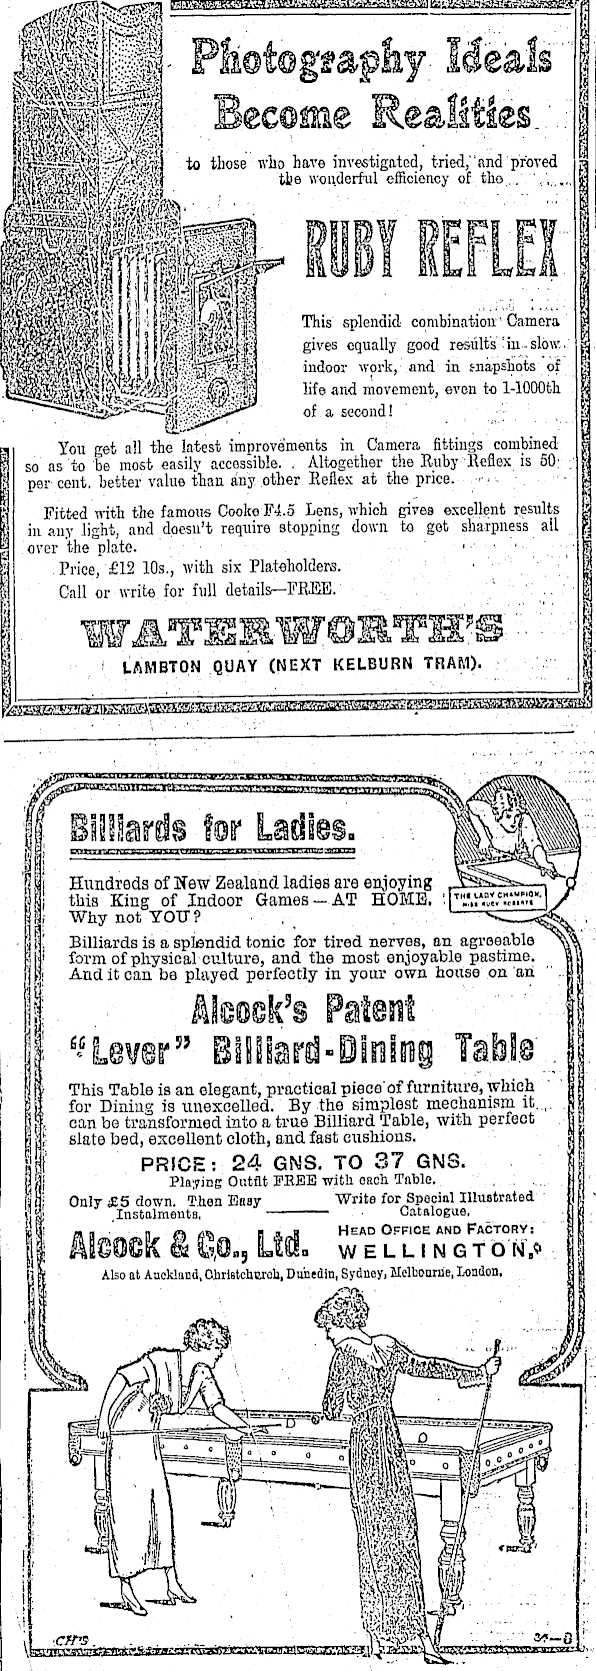 Photography Ideals
Become Realities
to those who have investigated, tried, and proved
the wonderful efficiency of the
RUBY REFLEX
This splendid combination Camera
gives equally good results in slow
indoor work, and in snapshots of
life and movement, even to 1-1000th
of a second!
You get all the latest improvements in Camera fittings combined
so as to be most easily accessible. Altogether the Ruby Reflex is 50
per cent. better value than any other Reflex at the price.
Fitted with the famous Cooke F4.5 Lens, which gives excellent results
in any light, and doesn't require stopping down to get sharpness all
over the plate.
Price, £12 10s., with six Plateholders.
Call or write for full details—FREE.
WATERWORTH'S
LAMBTON QUAY (NEXT KELBURN TRAM).
Billiards for Ladies.
THE LADY CHAMPION,
MISS RUBY ROBERTS
Hundreds of New Zealand ladies are enjoying
this King of Indoor Games — AT HOME.
Why not YOU?
Billiards is a splendid tonic for tired nerves, an agreeable
form of physical culture, and the most enjoyable pastime.
And it can be played perfectly in your own house on an
Alcock's Patent
"Lever" Billiard-Dining Table
This Table is an elegant, practical piece of furniture, which
for Dining is unexcelled. By the simplest mechanism it
can be transformed into a true Billiard Table, with perfect
slate bed, excellent cloth, and fast cushions.
PRICE: 24 GNS. TO 37 GNS.
Playing Outfit FREE with each Table.
Only £5 down. Then Easy
Instalments.
Write for Special Illustrated
Catalogue.
Alcock & Co., Ltd.
HEAD OFFICE AND FACTORY:
WELLINGTON,
Also at Auckland, Christchurch, Dunedin, Sydney, Melbourne, London.
CH'S